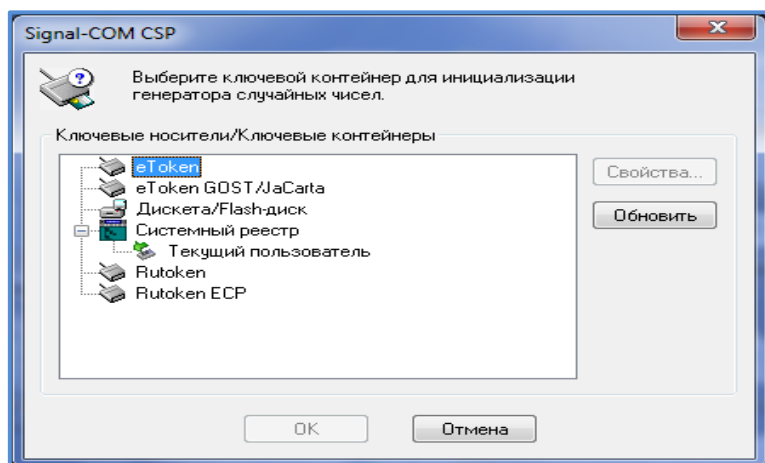 Signal-COM CSP
Выберите ключевой контейнер для инициализации
генератора случайных чисел.
Ключевые носители/Ключевые контейнеры
eToken
eToken GOST/JaCarta
Дискета/Flash-диск
Системный реестр
Текущий пользователь
Rutoken
Rutoken ECP
Свойства...
Обновить
OK
Отмена